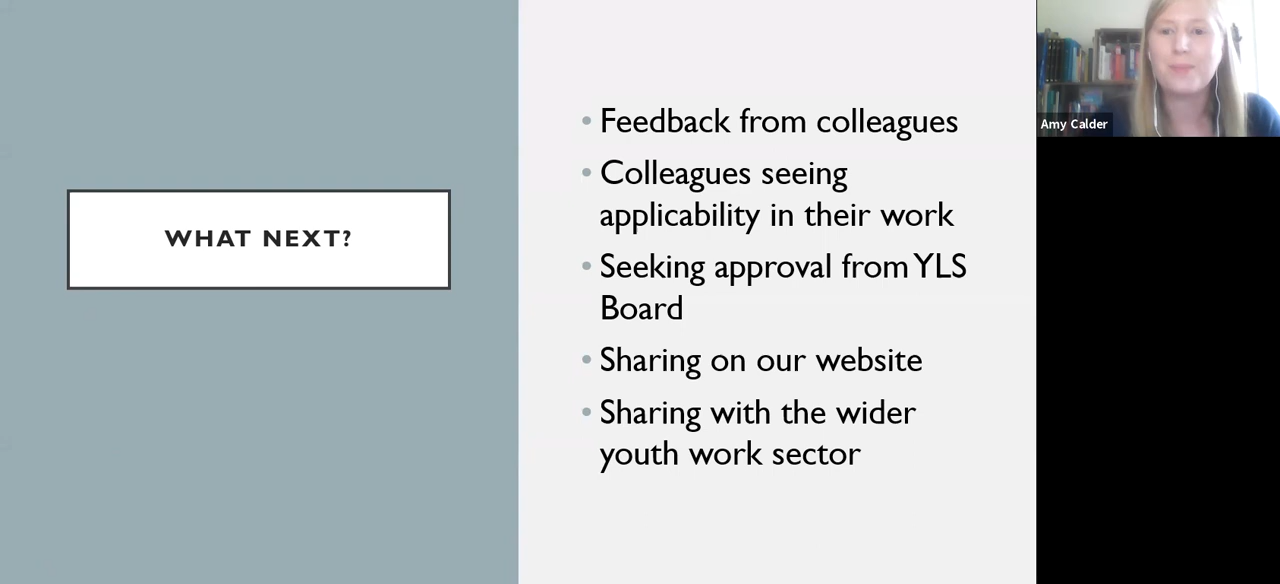 WHAT NEXT?
Feedback from colleagues
Colleagues seeing
applicability in their work
Seeking approval from YLS
Board
Sharing on our website
Sharing with the wider
youth work sector
Amy Calder